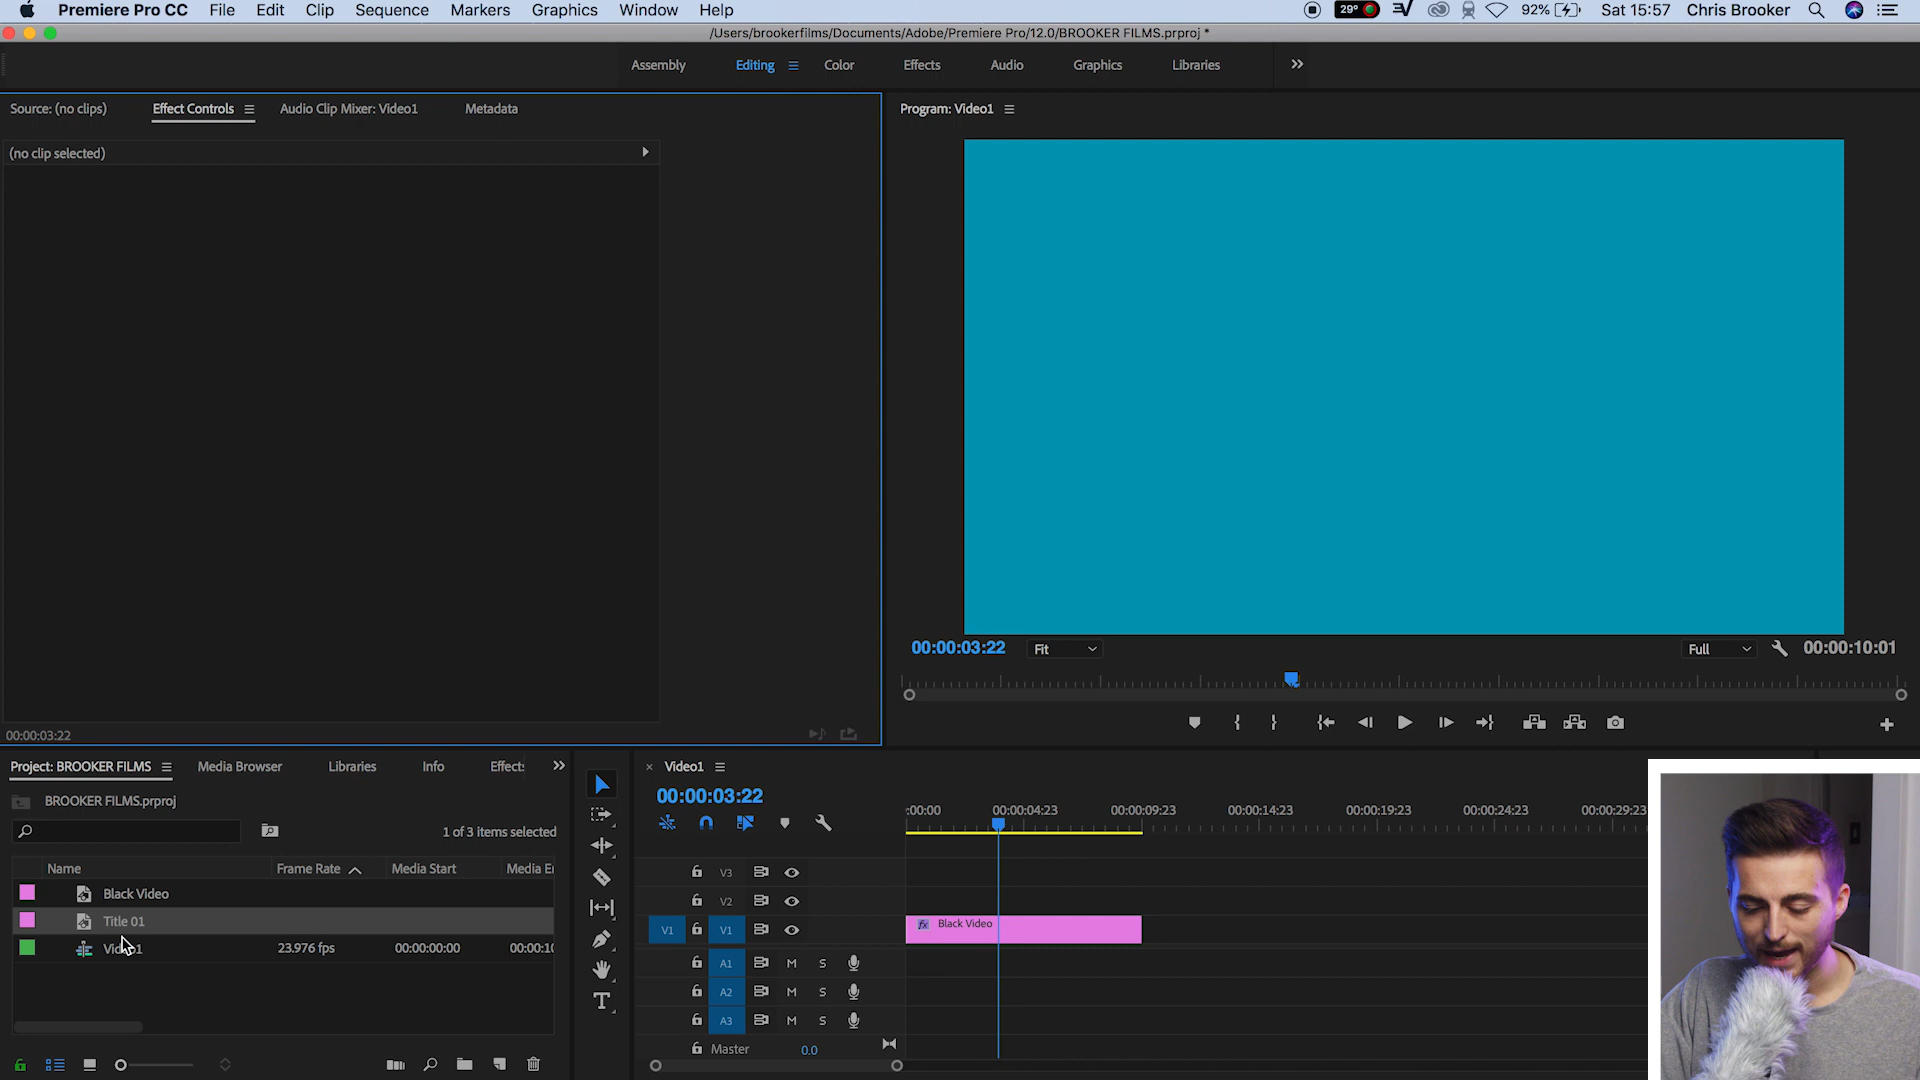 Premiere Pro CC File Edit Clip Sequence Markers Graphics Window Help 29° 92% Sat 15:57 Chris Brooker
/Users/brookerfilms/Documents/Adobe/Premiere Pro/12.0/BROOKER FILMS.prproj *
Assembly Editing Color Effects Audio Graphics Libraries
Source: (no clips) Effect Controls Audio Clip Mixer: Video1 Metadata
Program: Video1
(no clip selected)
00:00:03:22 Fit Full 00:00:10:01
00:00:03:22
Project: BROOKER FILMS Media Browser Libraries Info Effects
Video1
BROOKER FILMS.prproj
00:00:03:22
1 of 3 items selected
:00:00 00:00:04:23 00:00:09:23 00:00:14:23 00:00:19:23 00:00:24:23 00:00:29:23
Name Frame Rate Media Start Media E
Black Video
Title 01
Video1 23.976 fps 00:00:00:00 00:00:10
V3
V2
V1 V1 fx Black Video
A1 M S
A2 M S
A3 M S
Master 0.0